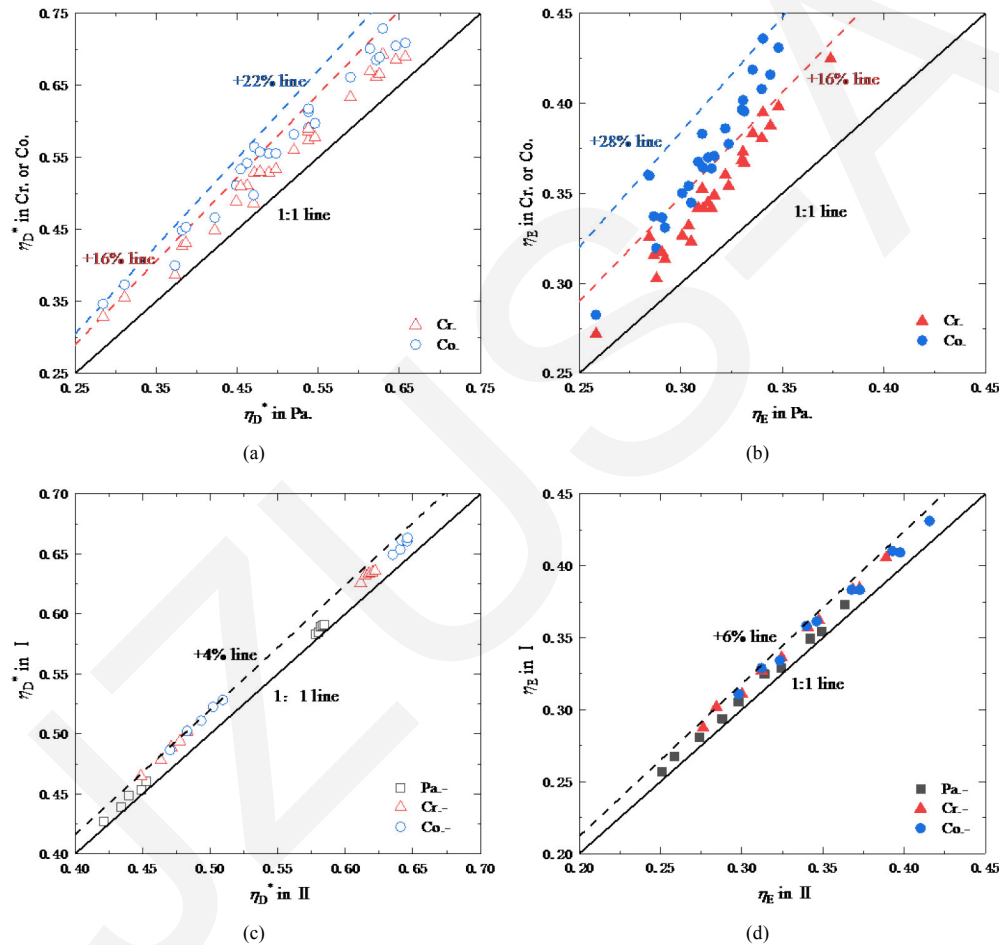 0.75
0.65
0.55
0.45
0.35
0.25
η_D* in Cr. or Co.
+22% line
+16% line
1:1 line
Cr.
Co.
0.25 0.35 0.45 0.55 0.65 0.75
η_D* in Pa.
(a)
0.45
0.40
0.35
0.30
0.25
η_E in Cr. or Co.
+16% line
+28% line
1:1 line
Cr.
Co.
0.25 0.30 0.35 0.40 0.45
η_E in Pa.
(b)
0.70
0.65
0.60
0.55
0.50
0.45
0.40
η_D* in I
+4% line
1: 1 line
Pa.-
Cr.-
Co.-
0.40 0.45 0.50 0.55 0.60 0.65 0.70
η_D* in II
(c)
0.45
0.40
0.35
0.30
0.25
0.20
η_E in I
+6% line
1:1 line
Pa.-
Cr.-
Co.-
0.20 0.25 0.30 0.35 0.40 0.45
η_E in II
(d)
JZUS-A